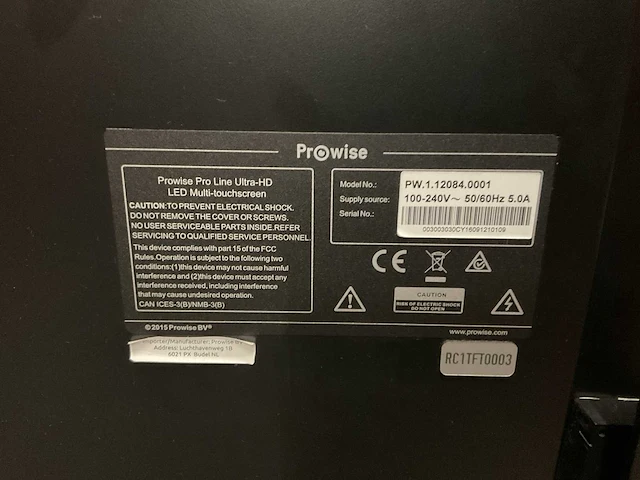 Prowise
Prowise Pro Line Ultra-HD
LED Multi-touchscreen
CAUTION:TO PREVENT ELECTRICAL SHOCK.
DO NOT REMOVE THE COVER OR SCREWS.
NO USER SERVICEABLE PARTS INSIDE.REFER
SERVICING TO QUALIFIED SERVICE PERSONNEL
This device complies with part 15 of the FCC
Rules.Operation is subject to the following two
conditions:(1)this device may not cause harmful
interference and (2)this device must accept any
interference received, including interference
that may cause undesired operation.
CAN ICES-3(B)/NMB-3(B)
Model No.: PW.1.12084.0001
Supply source: 100-240V~ 50/60Hz 5.0A
Serial No.:
003003030CY16091210109
CE
CAUTION
RISK OF ELECTRIC SHOCK
DO NOT OPEN
©2015 Prowise BV®
www.prowise.com
Importer/Manufacturer, Prowise BV
Address: Luchthavenweg 1B
6021 PX Budel NL
RC1TFT0003